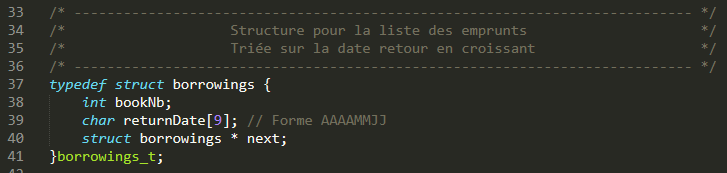 33 /* ----------------------------------------------------------------------- */
34 /* Structure pour la liste des emprunts */
35 /* Triée sur la date retour en croissant */
36 /* ----------------------------------------------------------------------- */
37 typedef struct borrowings {
38 int bookNb;
39 char returnDate[9]; // Forme AAAAMMJJ
40 struct borrowings * next;
41 }borrowings_t;